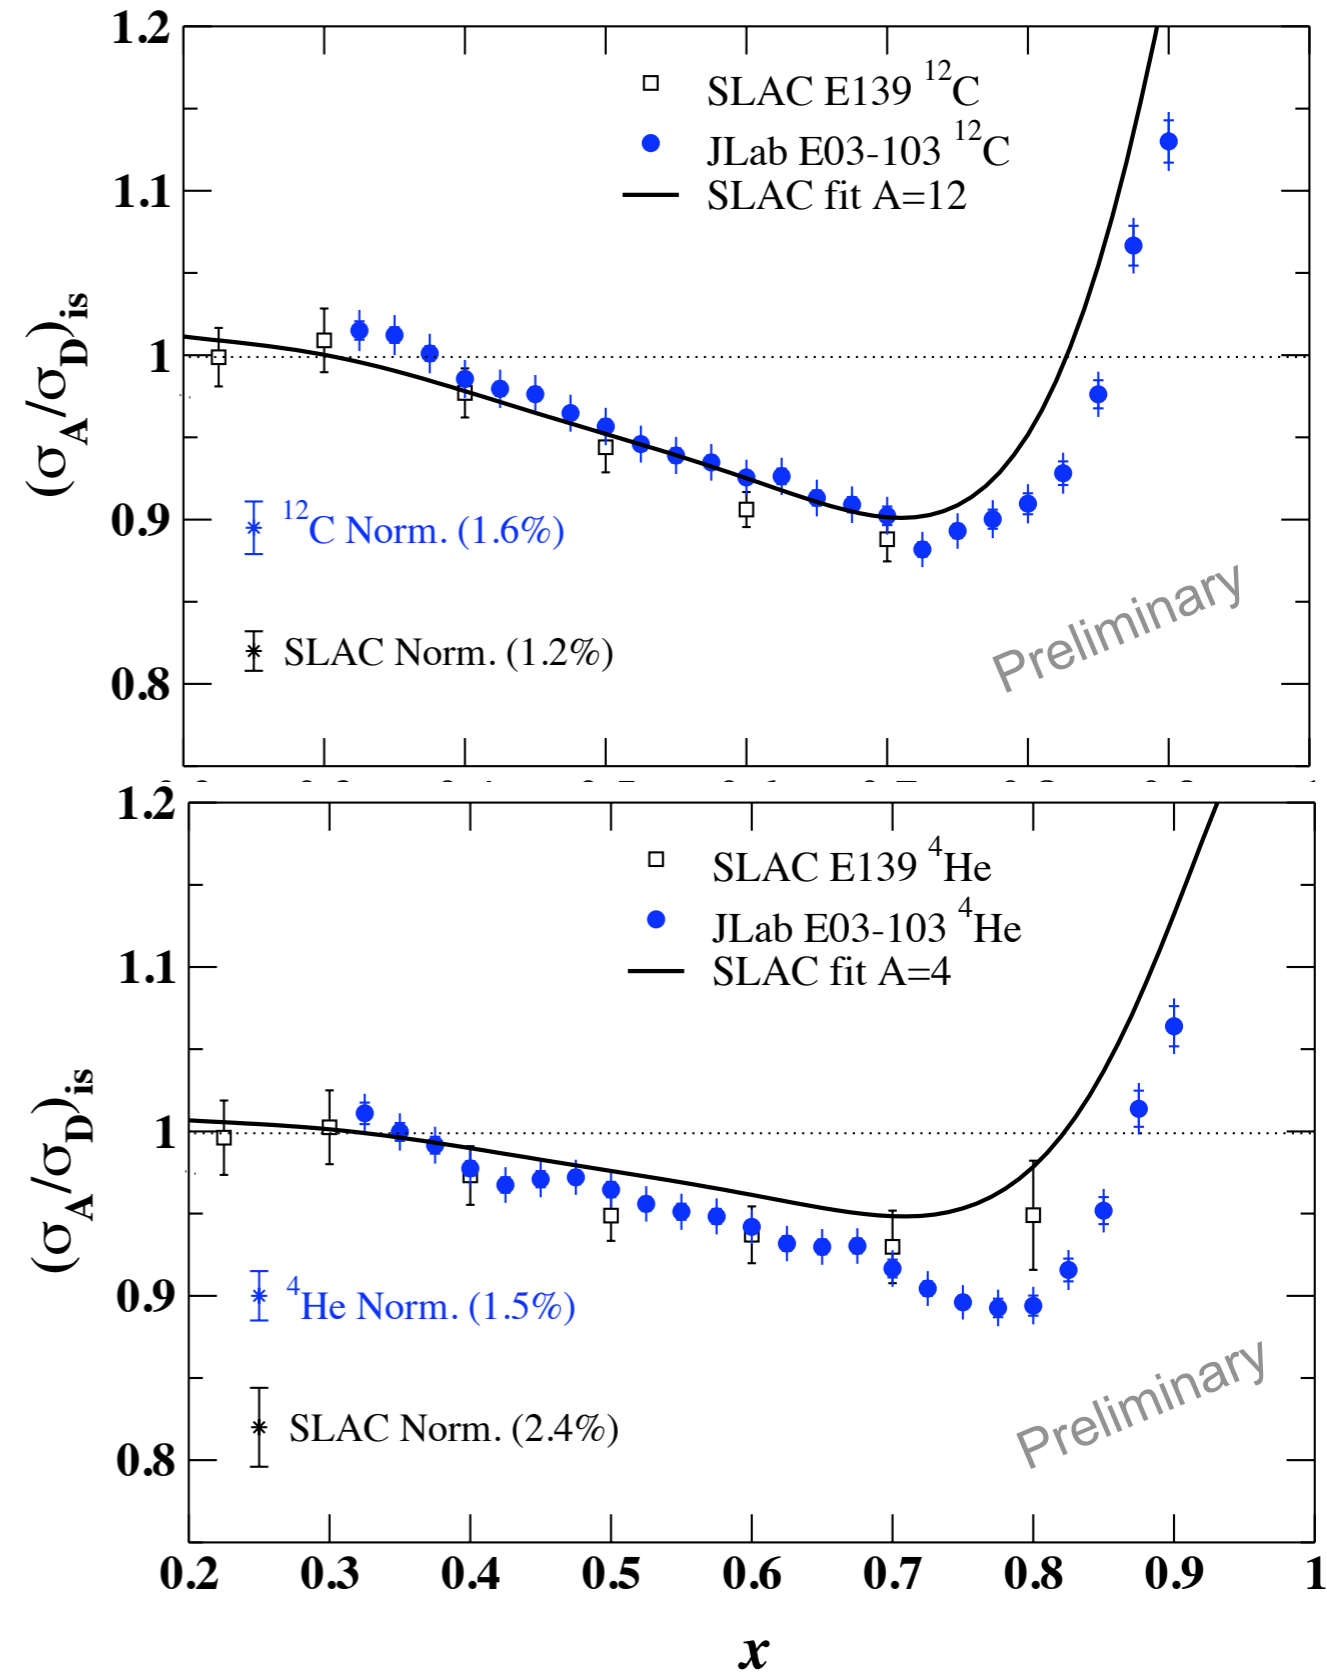 1.2
SLAC E139 ¹²C
JLab E03-103 ¹²C
SLAC fit A=12
1.1
1
0.9
0.8
(σA/σD)is
¹²C Norm. (1.6%)
SLAC Norm. (1.2%)
Preliminary
1.2
SLAC E139 ⁴He
JLab E03-103 ⁴He
SLAC fit A=4
1.1
1
0.9
0.8
(σA/σD)is
⁴He Norm. (1.5%)
SLAC Norm. (2.4%)
Preliminary
0.2 0.3 0.4 0.5 0.6 0.7 0.8 0.9 1
x